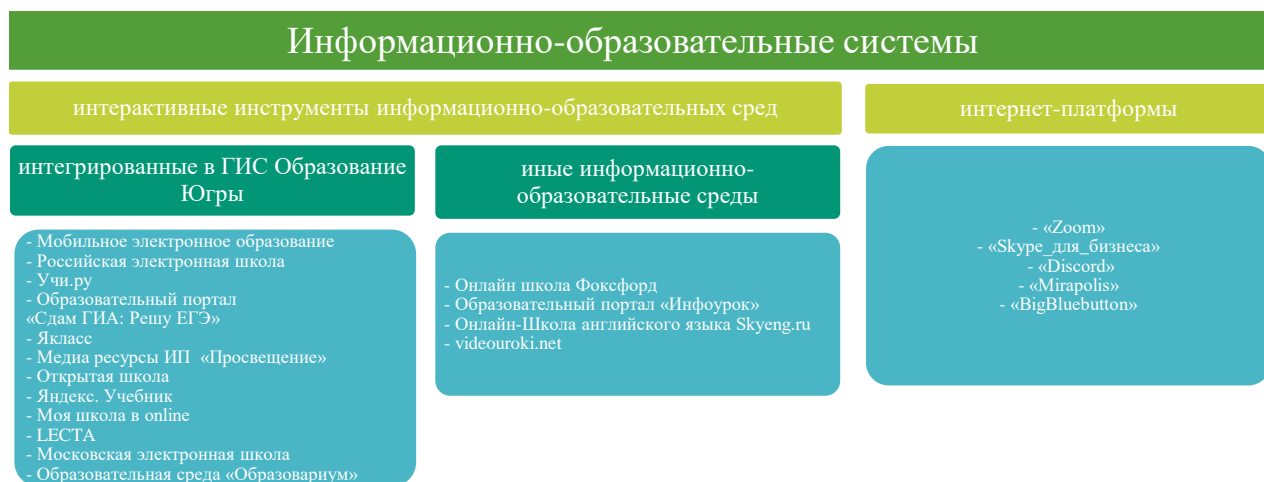 Информационно-образовательные системы
интерактивные инструменты информационно-образовательных сред
интернет-платформы
интегрированные в ГИС Образование
Югры
иные информационно-
образовательные среды
- Мобильное электронное образование
- Российская электронная школа
- Учи.ру
- Образовательный портал
«Сдам ГИА: Решу ЕГЭ»
- Якласс
- Медиа ресурсы ИП «Просвещение»
- Открытая школа
- Яндекс. Учебник
- Моя школа в online
- LECTA
- Московская электронная школа
- Образовательная среда «Образовариум»
- Онлайн школа Фоксфорд
- Образовательный портал «Инфоурок»
- Онлайн-Школа английского языка Skyeng.ru
- videouroki.net
- «Zoom»
- «Skype_для_бизнеса»
- «Discord»
- «Mirapolis»
- «BigBluebutton»